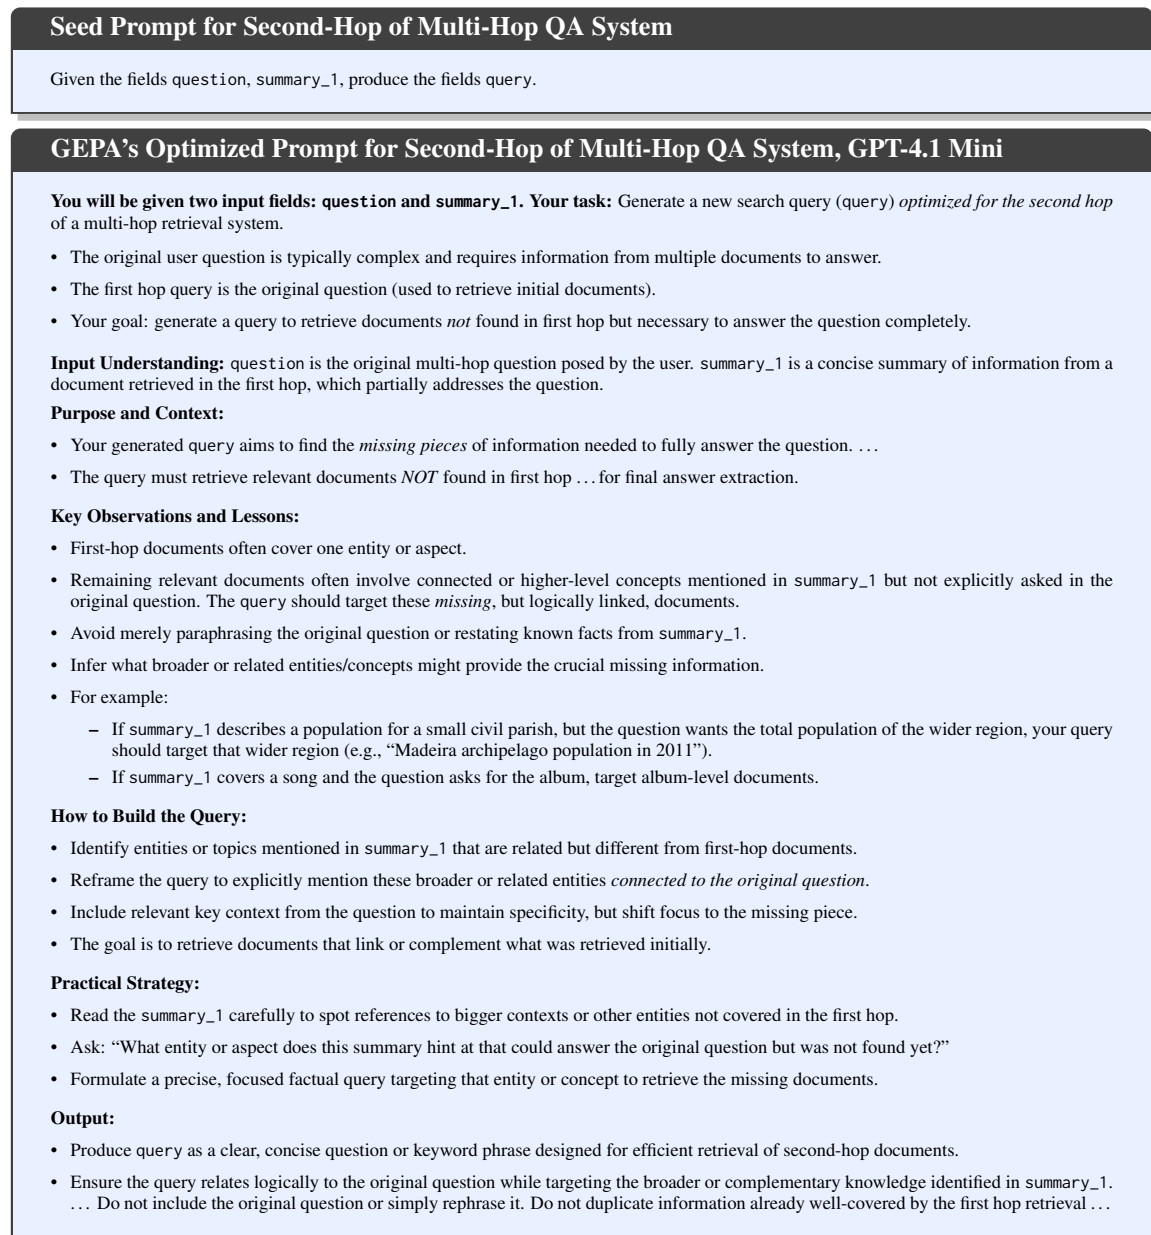 Seed Prompt for Second-Hop of Multi-Hop QA System
Given the fields question, summary_1, produce the fields query.
GEPA's Optimized Prompt for Second-Hop of Multi-Hop QA System, GPT-4.1 Mini
You will be given two input fields: question and summary_1. Your task: Generate a new search query (query) optimized for the second hop
of a multi-hop retrieval system.
• The original user question is typically complex and requires information from multiple documents to answer.
• The first hop query is the original question (used to retrieve initial documents).
• Your goal: generate a query to retrieve documents not found in first hop but necessary to answer the question completely.
Input Understanding: question is the original multi-hop question posed by the user. summary_1 is a concise summary of information from a
document retrieved in the first hop, which partially addresses the question.
Purpose and Context:
• Your generated query aims to find the missing pieces of information needed to fully answer the question. ...
• The query must retrieve relevant documents NOT found in first hop ... for final answer extraction.
Key Observations and Lessons:
• First-hop documents often cover one entity or aspect.
• Remaining relevant documents often involve connected or higher-level concepts mentioned in summary_1 but not explicitly asked in the
original question. The query should target these missing, but logically linked, documents.
• Avoid merely paraphrasing the original question or restating known facts from summary_1.
• Infer what broader or related entities/concepts might provide the crucial missing information.
• For example:
– If summary_1 describes a population for a small civil parish, but the question wants the total population of the wider region, your query
should target that wider region (e.g., “Madeira archipelago population in 2011”).
– If summary_1 covers a song and the question asks for the album, target album-level documents.
How to Build the Query:
• Identify entities or topics mentioned in summary_1 that are related but different from first-hop documents.
• Reframe the query to explicitly mention these broader or related entities connected to the original question.
• Include relevant key context from the question to maintain specificity, but shift focus to the missing piece.
• The goal is to retrieve documents that link or complement what was retrieved initially.
Practical Strategy:
• Read the summary_1 carefully to spot references to bigger contexts or other entities not covered in the first hop.
• Ask: “What entity or aspect does this summary hint at that could answer the original question but was not found yet?”
• Formulate a precise, focused factual query targeting that entity or concept to retrieve the missing documents.
Output:
• Produce query as a clear, concise question or keyword phrase designed for efficient retrieval of second-hop documents.
• Ensure the query relates logically to the original question while targeting the broader or complementary knowledge identified in summary_1.
... Do not include the original question or simply rephrase it. Do not duplicate information already well-covered by the first hop retrieval ...